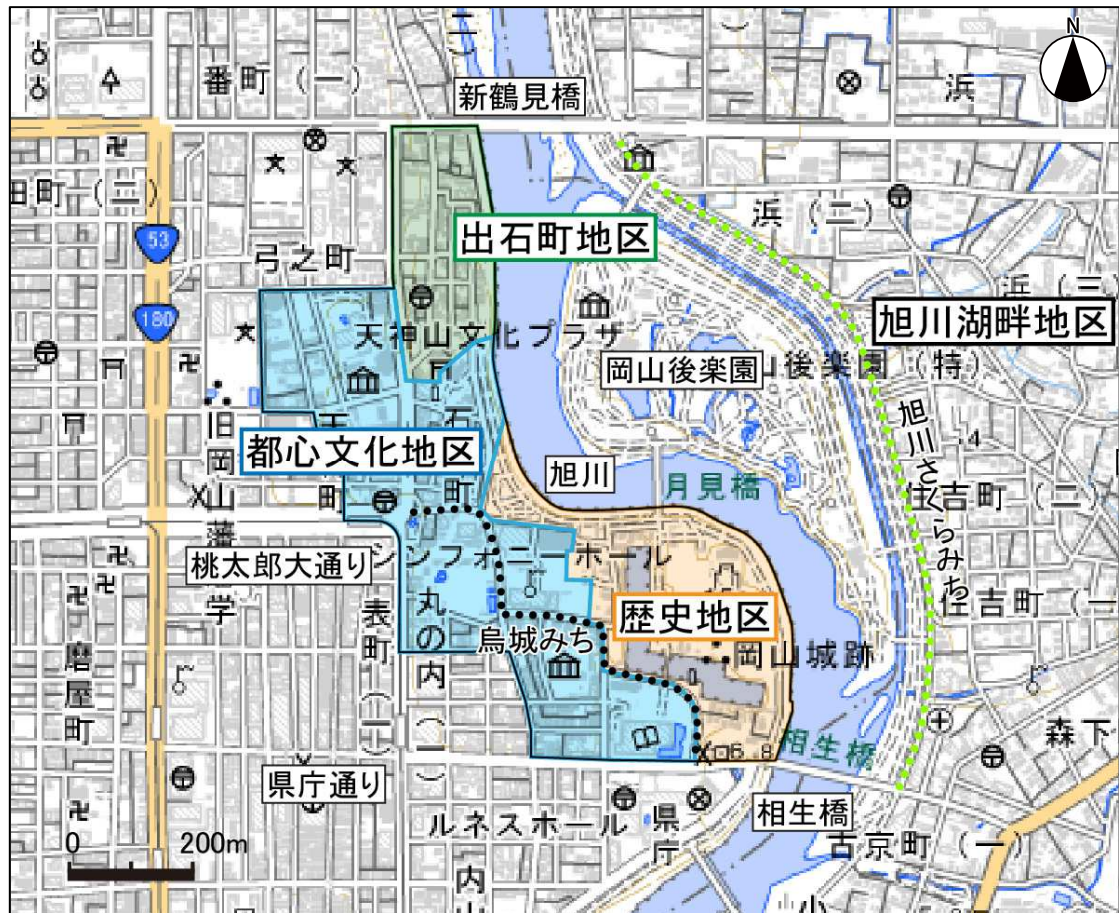 N
番町(一)
新鶴見橋
浜
田町(二)
浜(二)
53
弓之町
出石町地区
浜(三)
180
天神山文化プラザ
旭川湖畔地区
岡山後楽園
後楽園(特)
石
都心文化地区
町
旭川
月見橋
旭川さくらみち
住吉町(二)
旧岡山藩学
桃太郎大通り
シンフォニーホール
住吉町(一
表町(一)
丸の内(一)
烏城みち
歴史地区
岡山城跡
磨屋町
相生橋
森下
県庁通り
0 200m
ルネスホール
県庁
相生橋
古京町(一)
内山